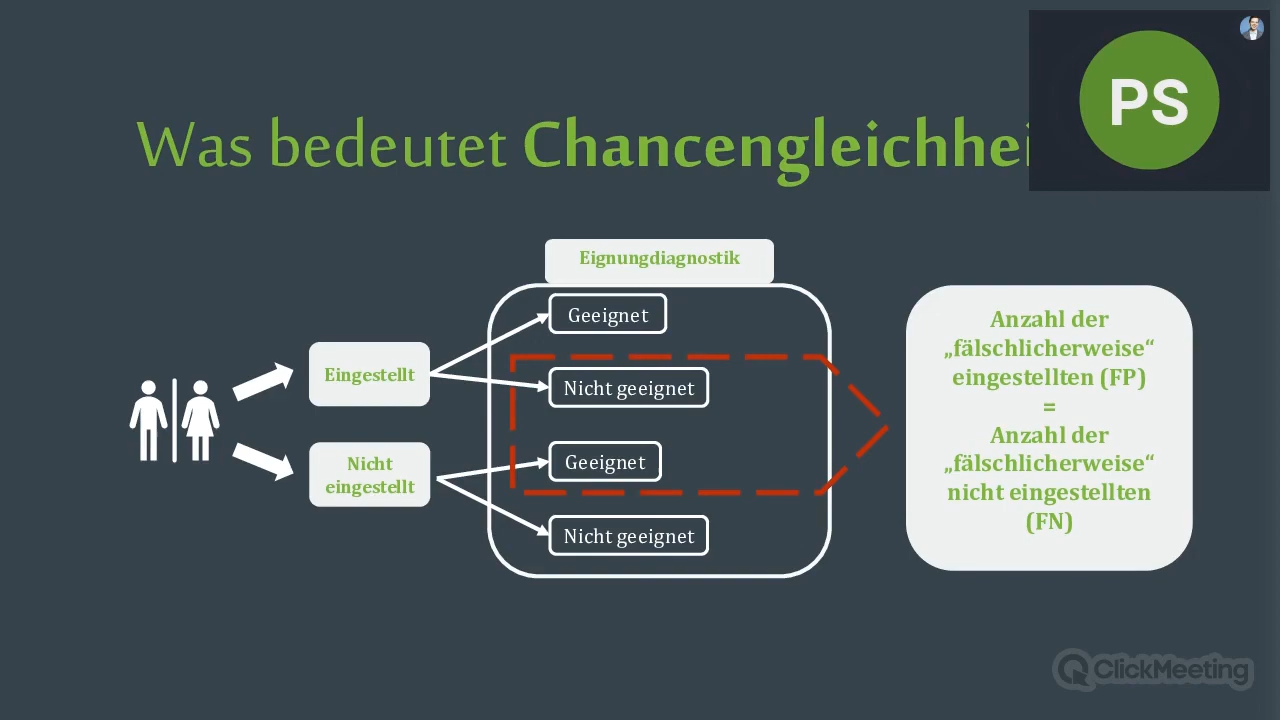 PS
Was bedeutet Chancengleichhei
Eignungdiagnostik
Geeignet
Eingestellt
Nicht geeignet
Nicht
eingestellt
Geeignet
Nicht geeignet
Anzahl der
„fälschlicherweise“
eingestellten (FP)
=
Anzahl der
„fälschlicherweise“
nicht eingestellten
(FN)
ClickMeeting